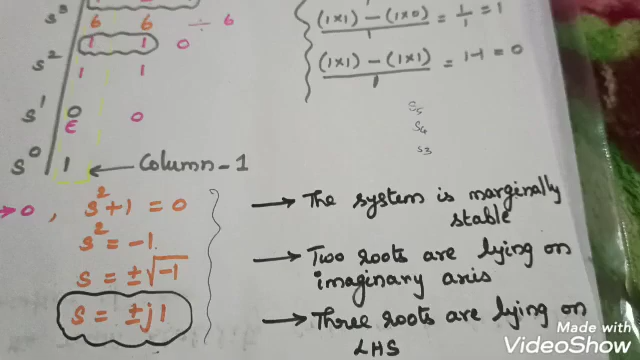 s³
6 6 ÷ 6
1 1 0
s²
1 1
s¹ 0 0
ε
s⁰ 1 ← Column-1
(1×1) − (1×0) / 1 = 1/1 = 1
(1×1) − (1×1) / 1 = 1-1 = 0
S5
S4
S3
→ 0 , s²+1 = 0
s² = -1
s = ±√-1
s = ±j1
→ The system is marginally
stable
→ Two roots are lying on
imaginary axis
→ Three roots are lying on
LHS
Made with
VideoShow